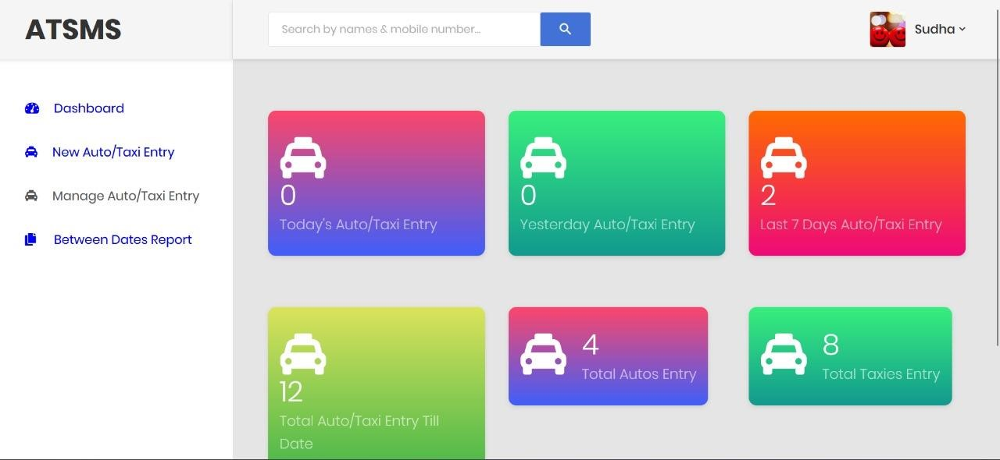 ATSMS
Search by names & mobile number...
Sudha
Dashboard
New Auto/Taxi Entry
Manage Auto/Taxi Entry
Between Dates Report
0
Today's Auto/Taxi Entry
0
Yesterday Auto/Taxi Entry
2
Last 7 Days Auto/Taxi Entry
12
Total Auto/Taxi Entry Till
Date
4
Total Autos Entry
8
Total Taxies Entry